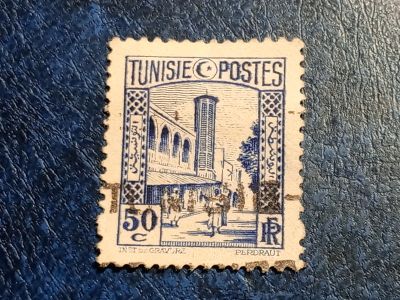 TUNISIE POSTES
50
c
RF
INST DE GRAVURE
PERDRAUT